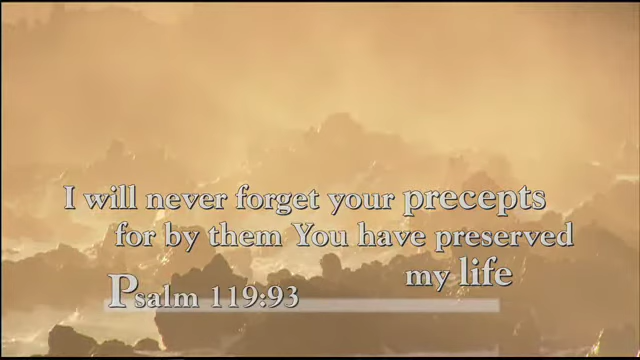 I will never forget your precepts
for by them You have preserved
my life
Psalm 119:93